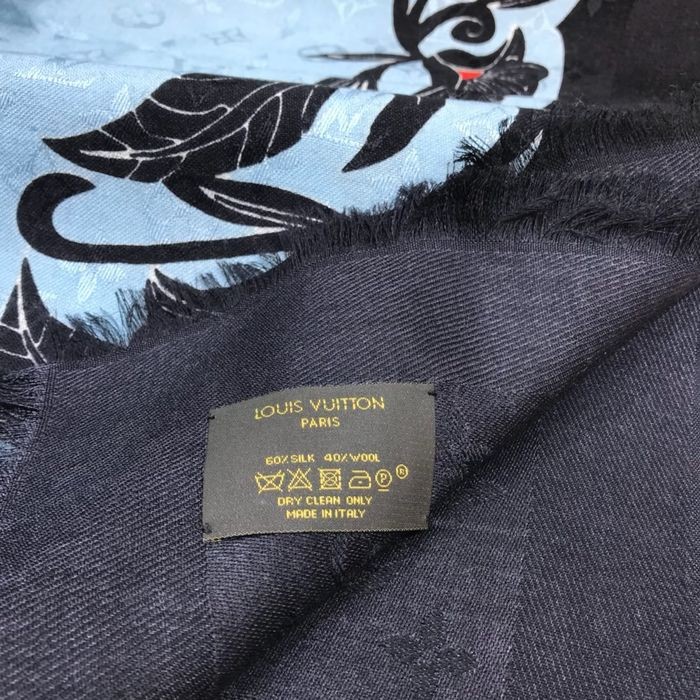 LOUIS VUITTON
PARIS
60% SILK 40% WOOL
P ®
DRY CLEAN ONLY
MADE IN ITALY